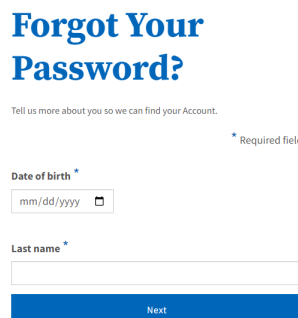 Forgot Your
Password?
Tell us more about you so we can find your Account.
* Required
Date of birth *
mm/dd/yyyy
Last name *
Next